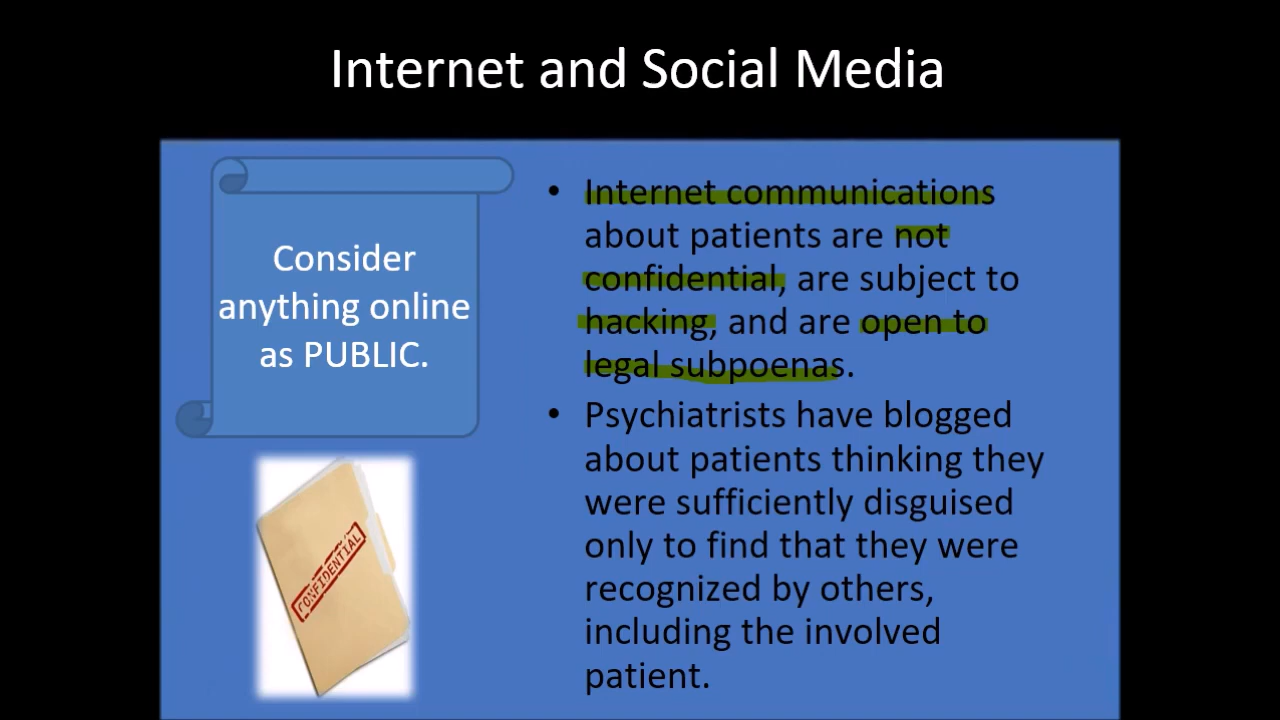 Internet and Social Media
Consider
anything online
as PUBLIC.
CONFIDENTIAL
• Internet communications
about patients are not
confidential, are subject to
hacking, and are open to
legal subpoenas.
• Psychiatrists have blogged
about patients thinking they
were sufficiently disguised
only to find that they were
recognized by others,
including the involved
patient.